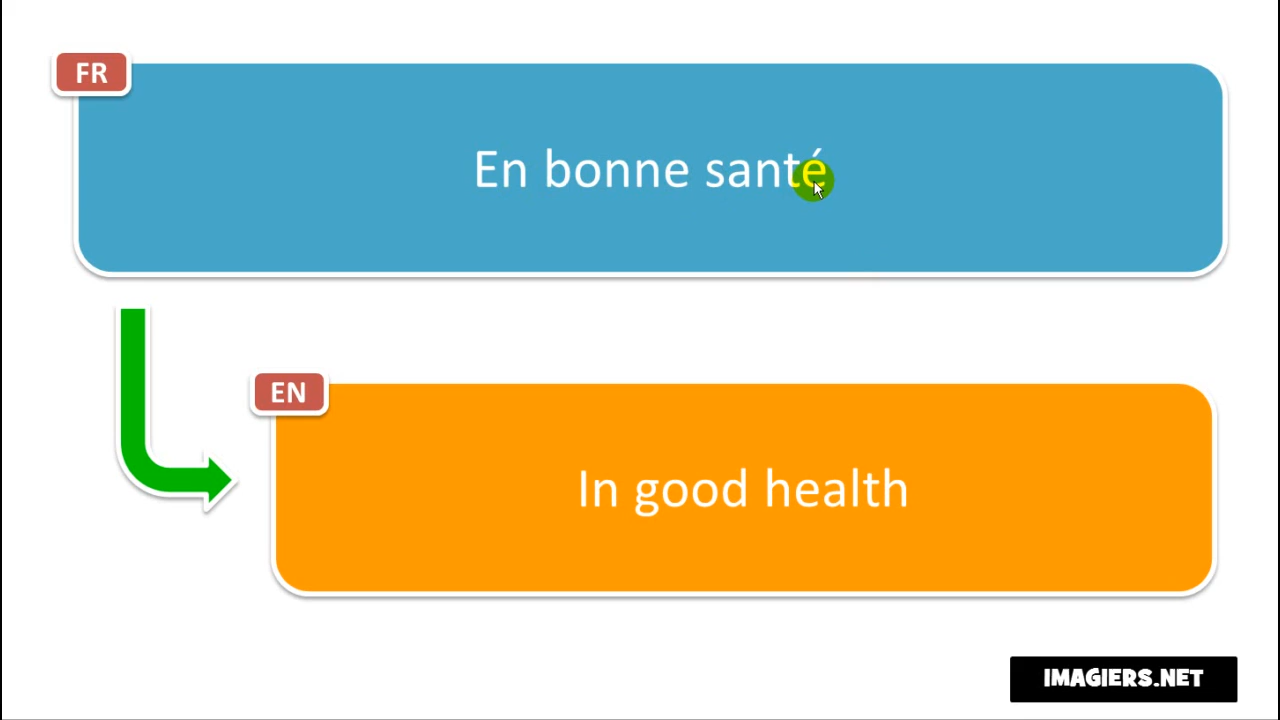 FR
En bonne santé
EN
In good health
IMAGIERS.NET